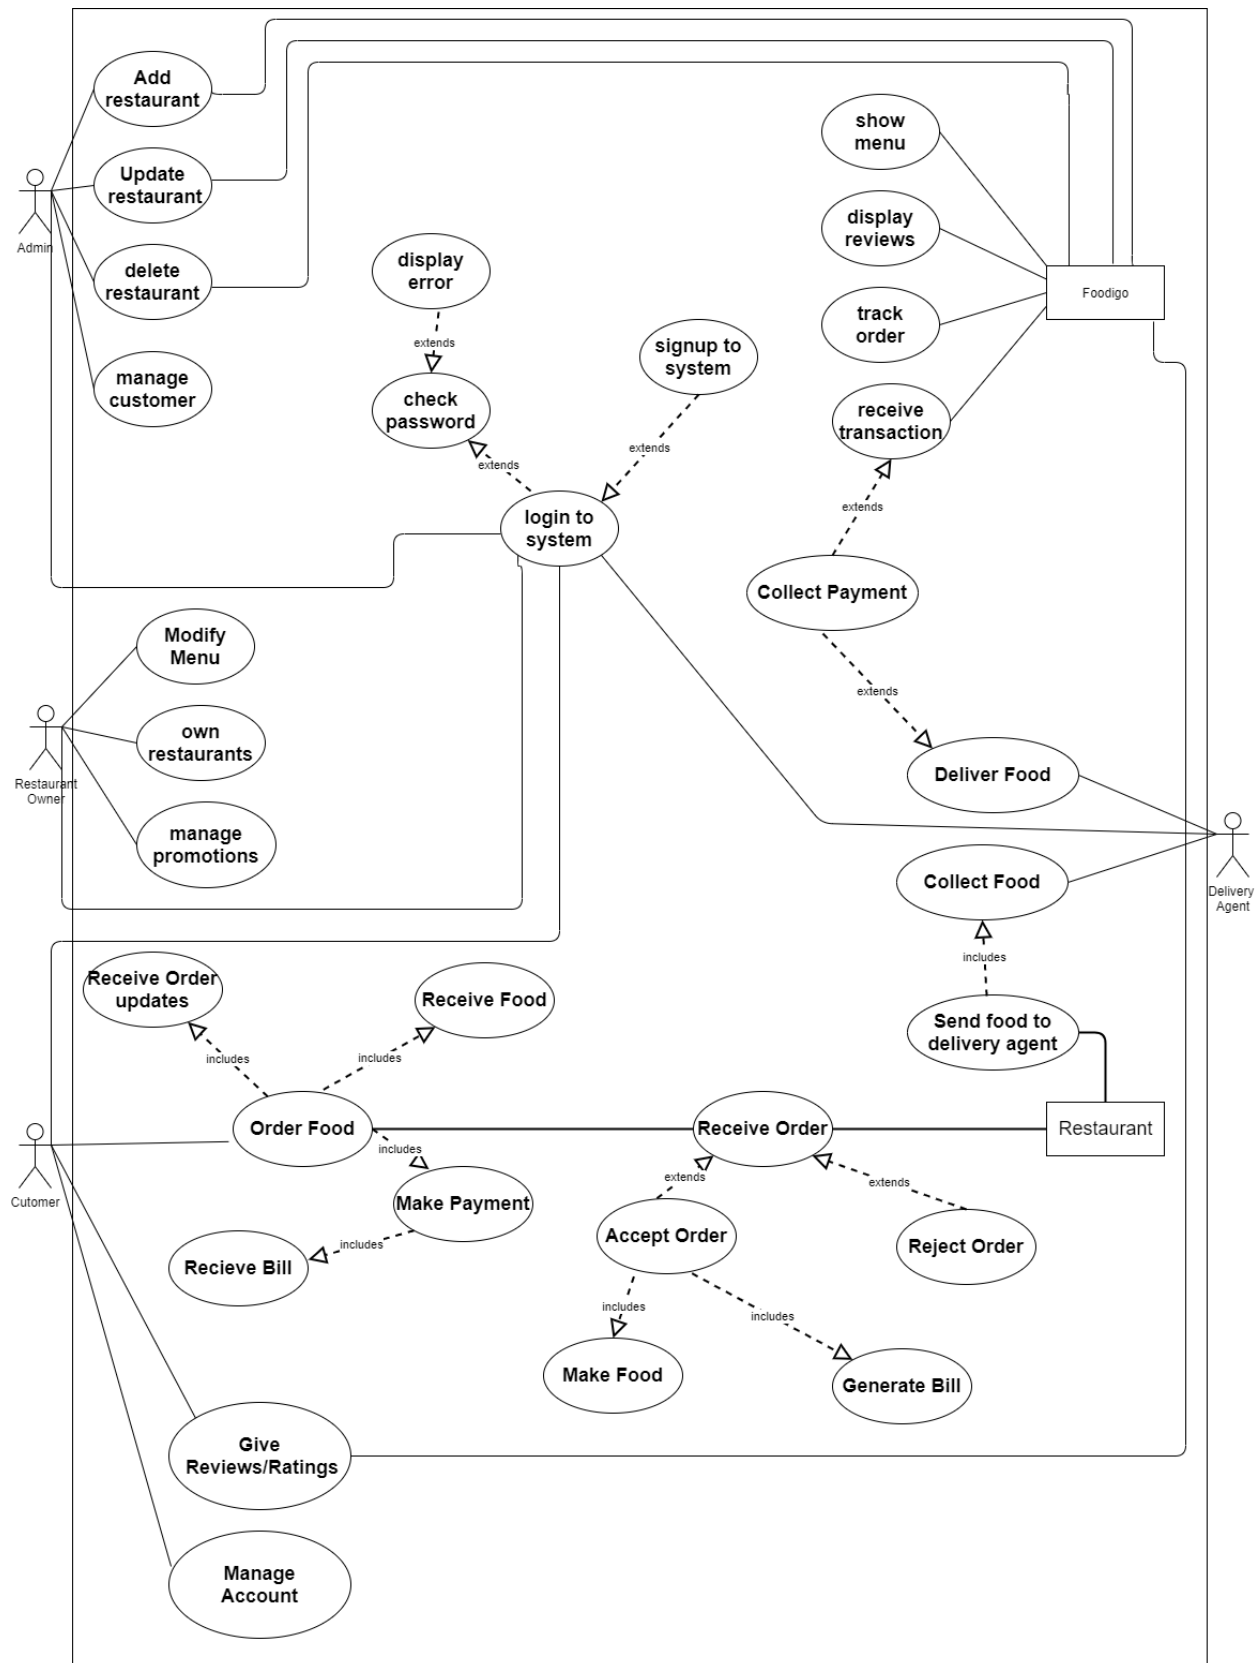 Add
restaurant
Update
restaurant
Admin
delete
restaurant
manage
customer
display
error
extends
check
password
extends
signup to
system
extends
login to
system
show
menu
display
reviews
track
order
receive
transaction
Foodigo
extends
Collect Payment
extends
Deliver Food
Modify
Menu
own
restaurants
Restaurant
Owner
manage
promotions
Collect Food
Delivery
Agent
includes
Send food to
delivery agent
Restaurant
Receive Order
updates
Receive Food
includes
includes
Order Food
includes
Make Payment
includes
Recieve Bill
Cutomer
Receive Order
extends
extends
Accept Order
Reject Order
includes
includes
Make Food
Generate Bill
Give
Reviews/Ratings
Manage
Account